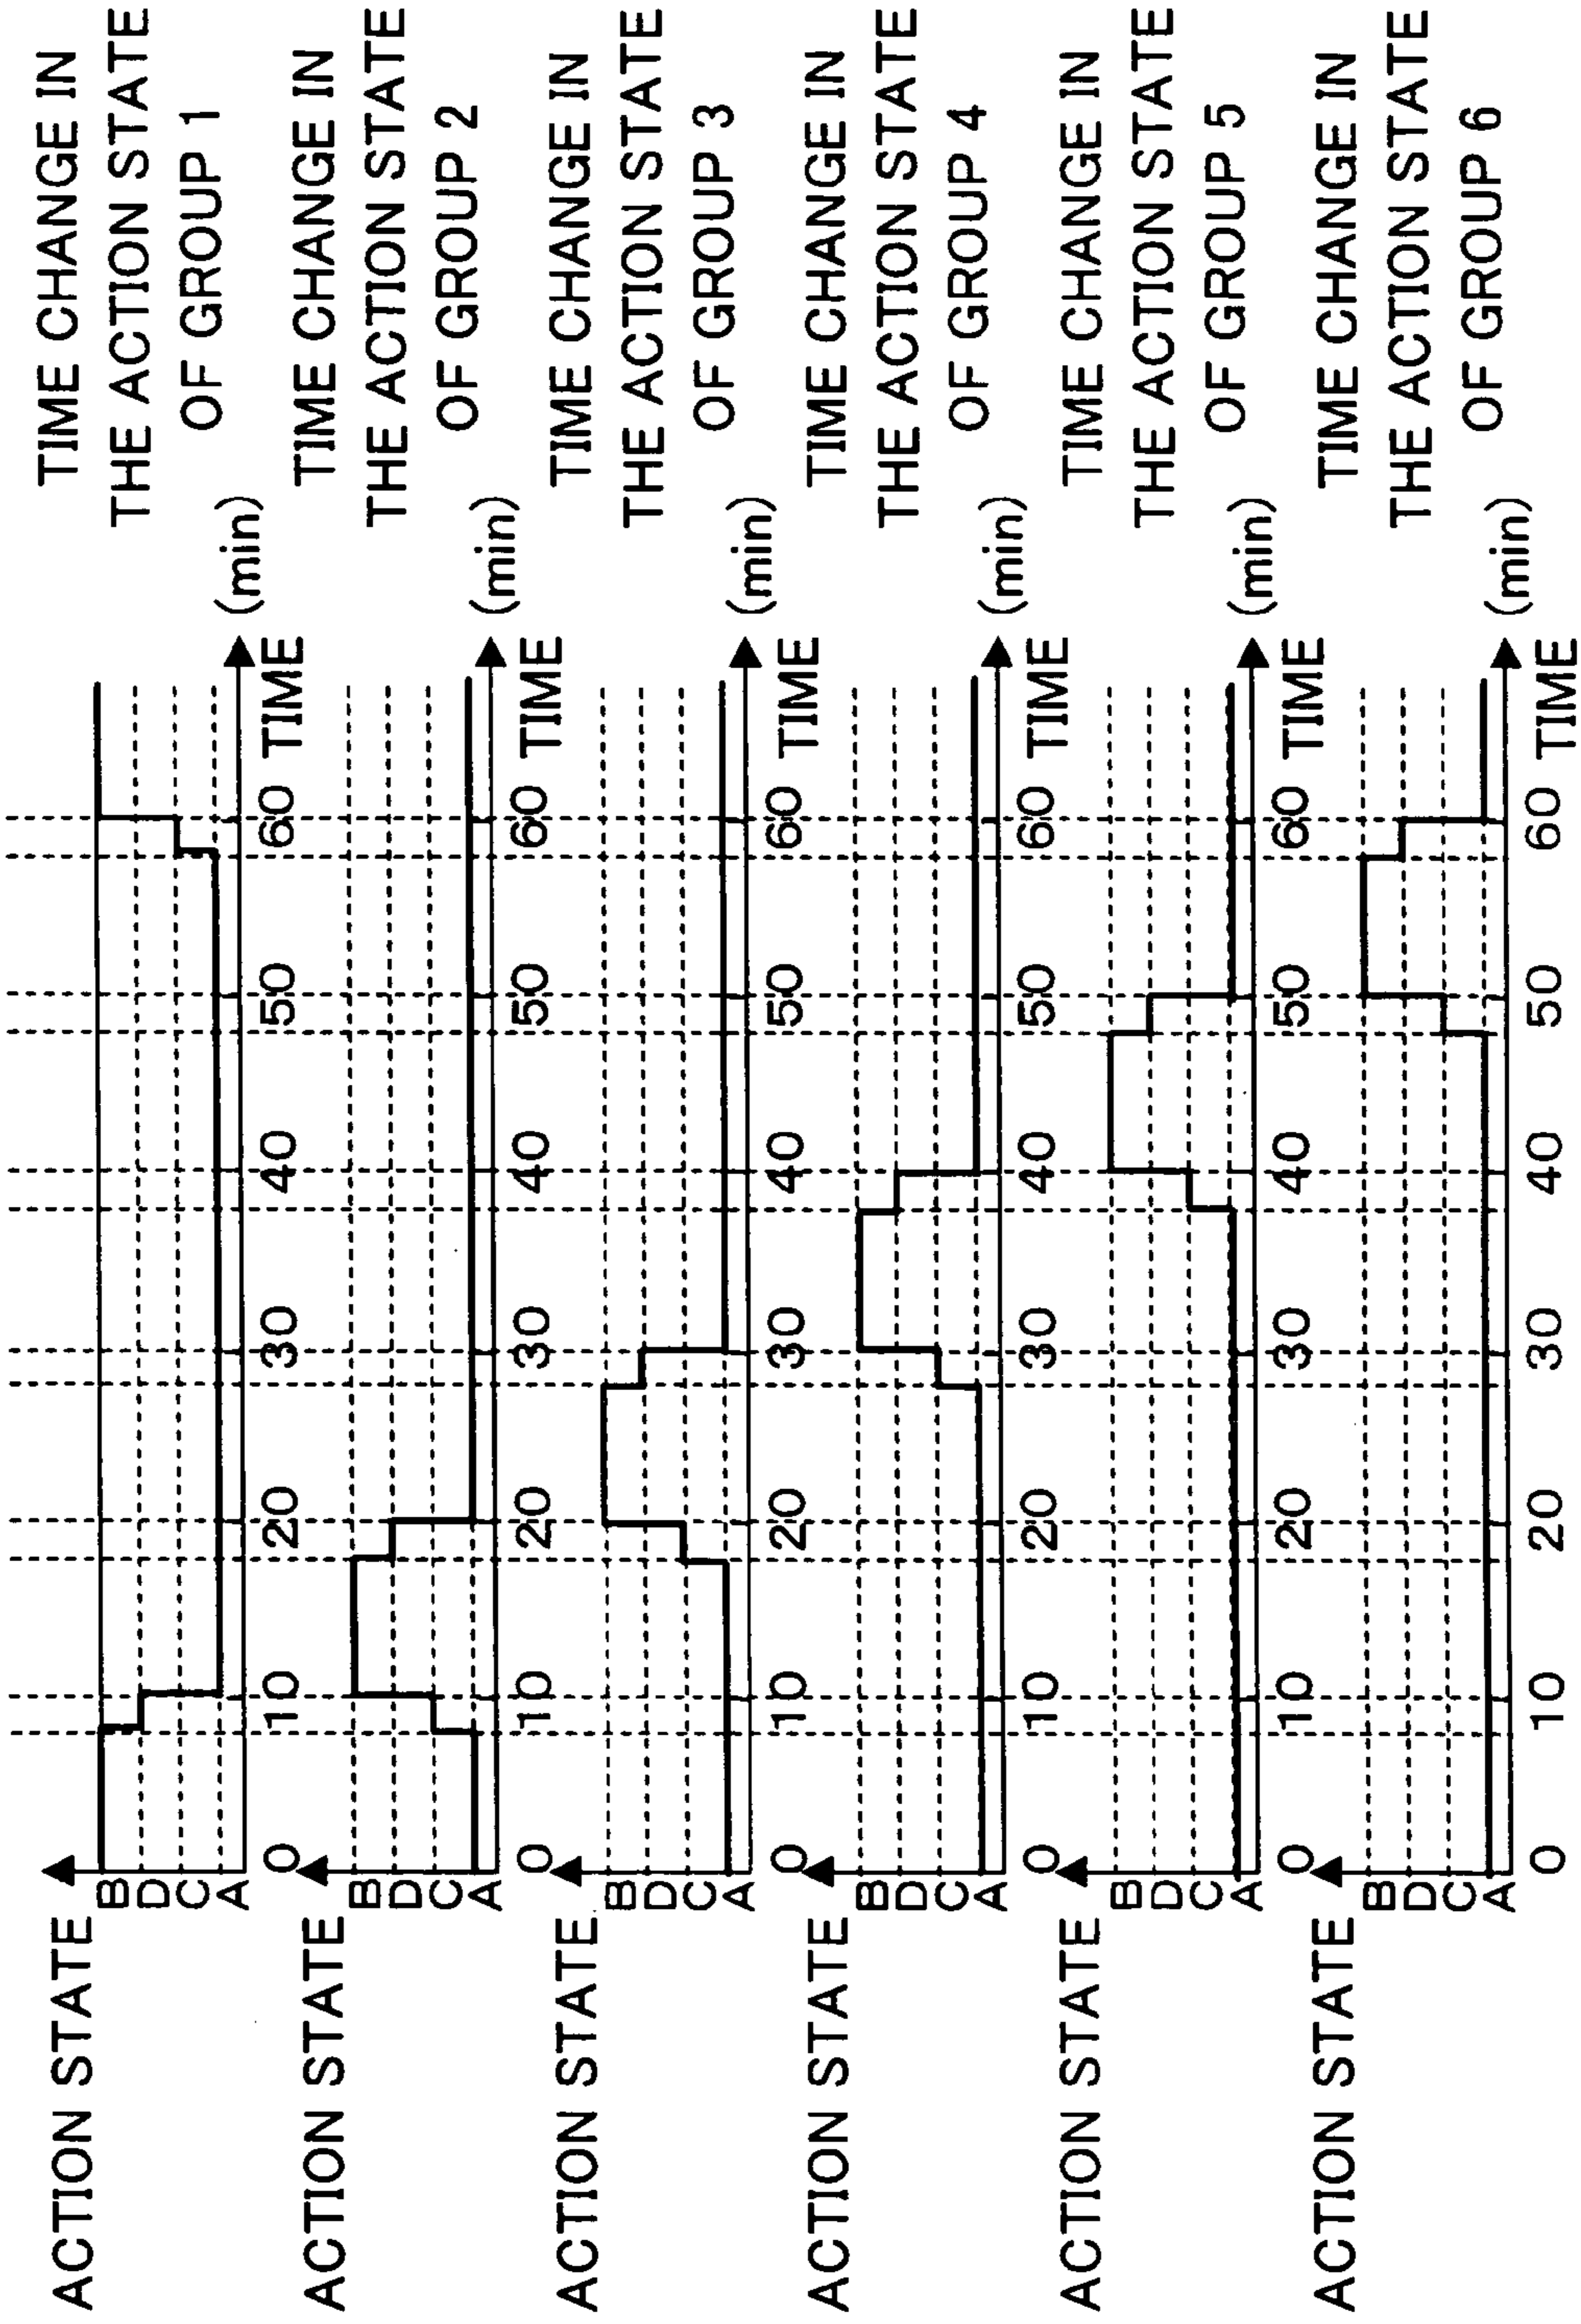 ACTION STATE
B
D
C
A
0 10 20 30 40 50 60 TIME (min)
TIME CHANGE IN
THE ACTION STATE
OF GROUP 1
ACTION STATE
B
D
C
A
0 10 20 30 40 50 60 TIME (min)
TIME CHANGE IN
THE ACTION STATE
OF GROUP 2
ACTION STATE
B
D
C
A
0 10 20 30 40 50 60 TIME (min)
TIME CHANGE IN
THE ACTION STATE
OF GROUP 3
ACTION STATE
B
D
C
A
0 10 20 30 40 50 60 TIME (min)
TIME CHANGE IN
THE ACTION STATE
OF GROUP 4
ACTION STATE
B
D
C
A
0 10 20 30 40 50 60 TIME (min)
TIME CHANGE IN
THE ACTION STATE
OF GROUP 5
ACTION STATE
B
D
C
A
0 10 20 30 40 50 60 TIME (min)
TIME CHANGE IN
THE ACTION STATE
OF GROUP 6